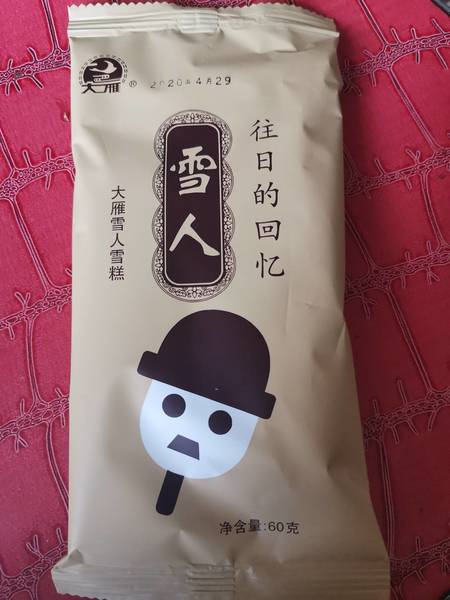 大雁®
2020年4月29
雪人
往日的回忆
大雁雪人雪糕
净含量:60克